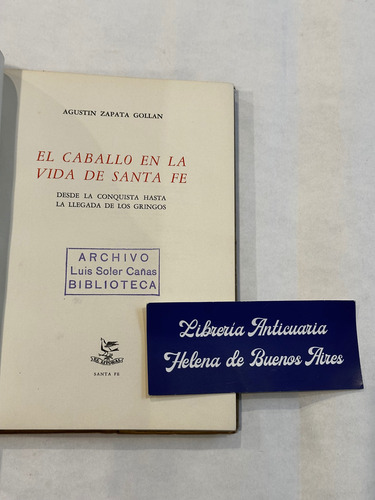 AGUSTIN ZAPATA GOLLAN
EL CABALLO EN LA
VIDA DE SANTA FE
DESDE LA CONQUISTA HASTA
LA LLEGADA DE LOS GRINGOS
ARCHIVO
Luis Soler Cañas
BIBLIOTECA
SANTA FE
Librería Anticuaria
Helena de Buenos Aires